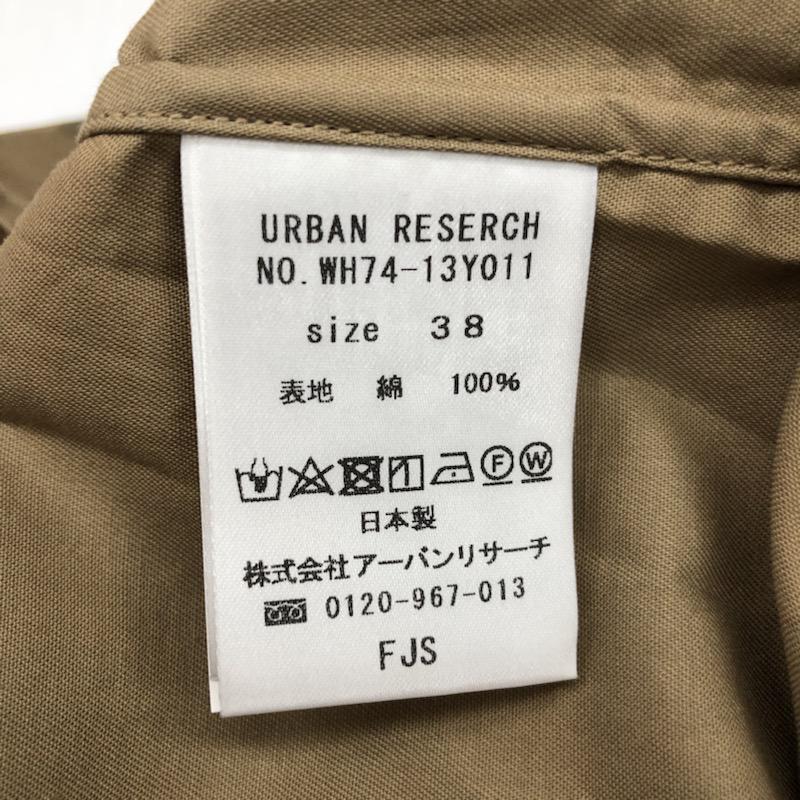 URBAN RESERCH
NO.WH74-13Y011
size 38
表地 綿 100%
F W
日本製
株式会社アーバンリサーチ
0120-967-013
FJS